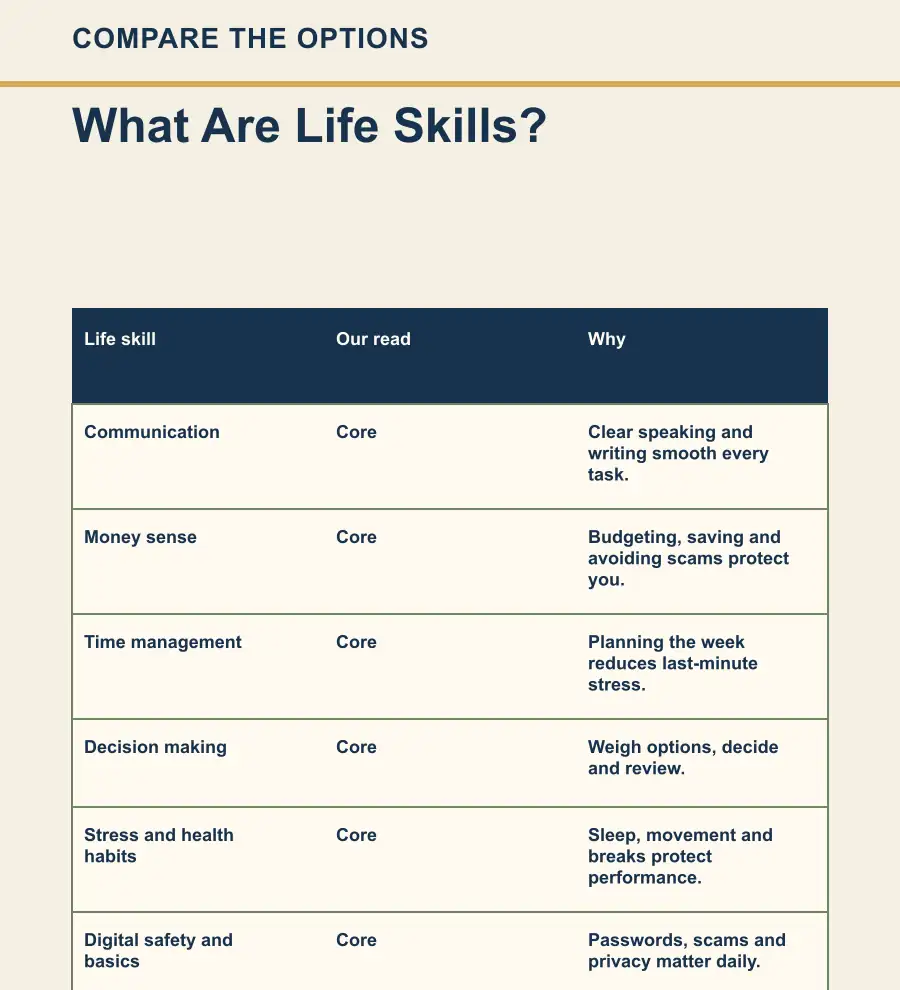 COMPARE THE OPTIONS
What Are Life Skills?
Life skill
Our read
Why
Communication
Core
Clear speaking and
writing smooth every
task.
Money sense
Core
Budgeting, saving and
avoiding scams protect
you.
Time management
Core
Planning the week
reduces last-minute
stress.
Decision making
Core
Weigh options, decide
and review.
Stress and health
habits
Core
Sleep, movement and
breaks protect
performance.
Digital safety and
basics
Core
Passwords, scams and
privacy matter daily.